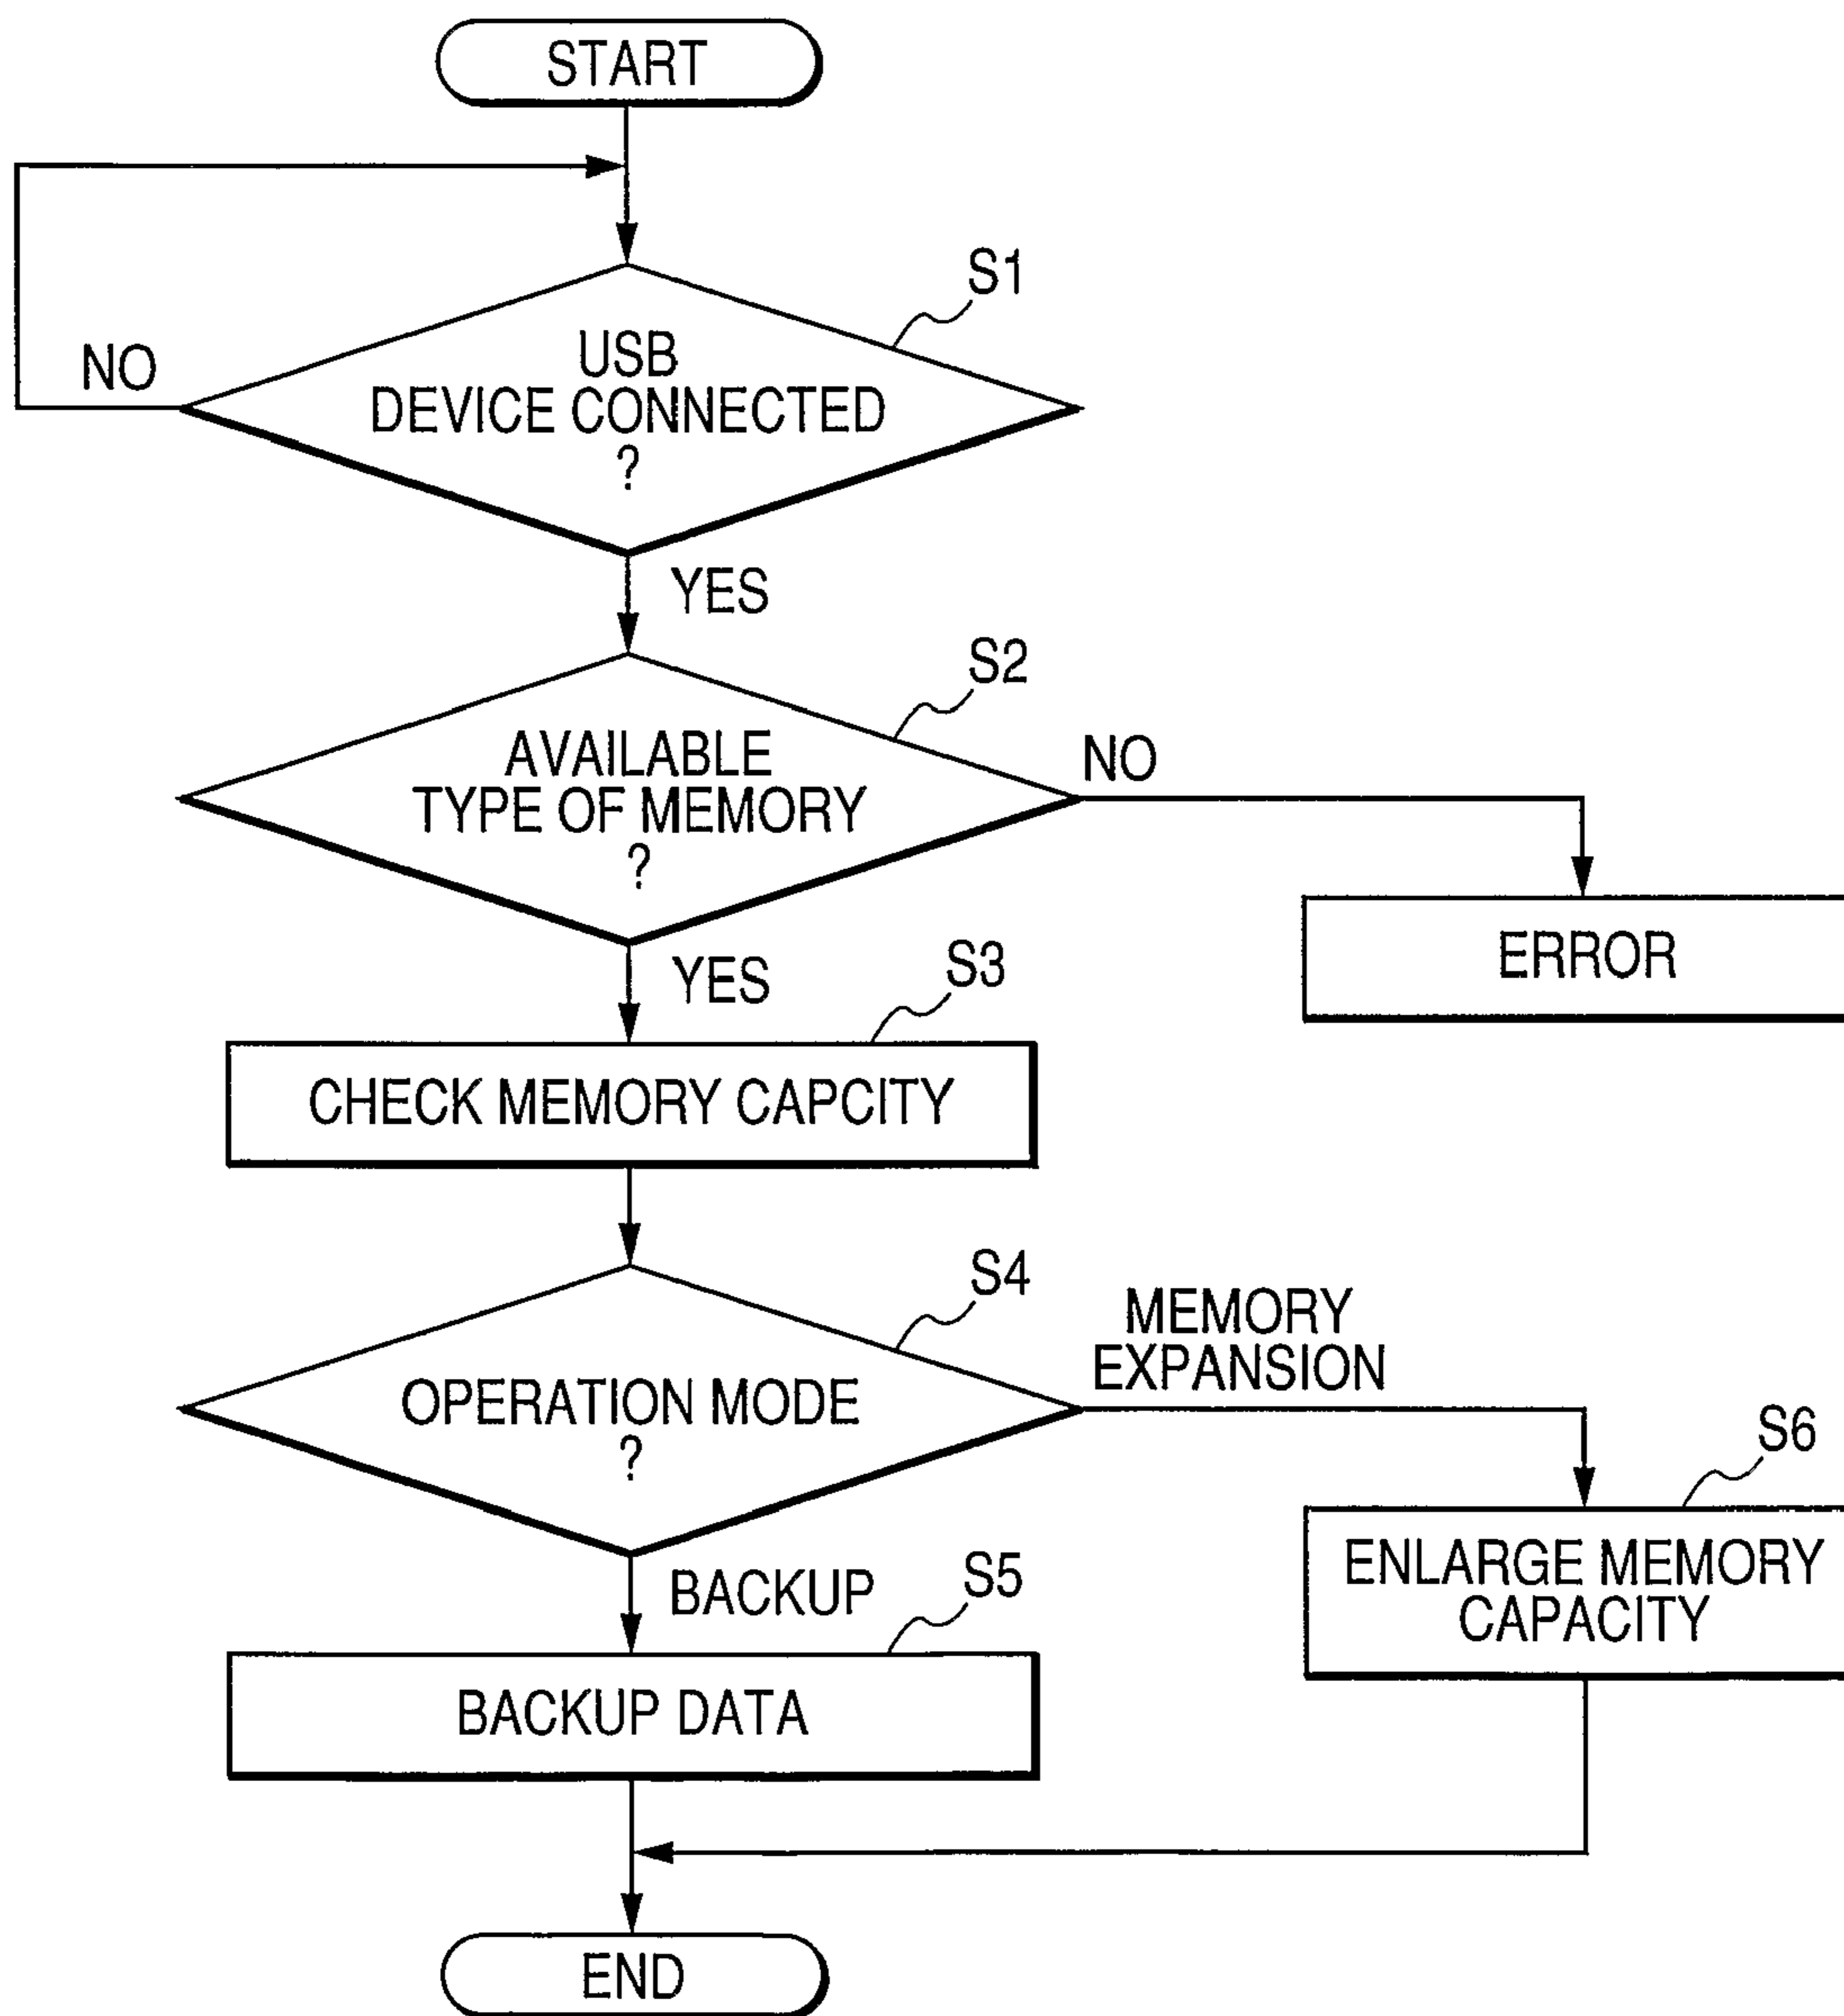 START
S1
USB
DEVICE CONNECTED
?
NO
YES
S2
AVAILABLE
TYPE OF MEMORY
?
NO
ERROR
YES
S3
CHECK MEMORY CAPCITY
S4
OPERATION MODE
?
MEMORY
EXPANSION
S6
ENLARGE MEMORY
CAPACITY
BACKUP
S5
BACKUP DATA
END